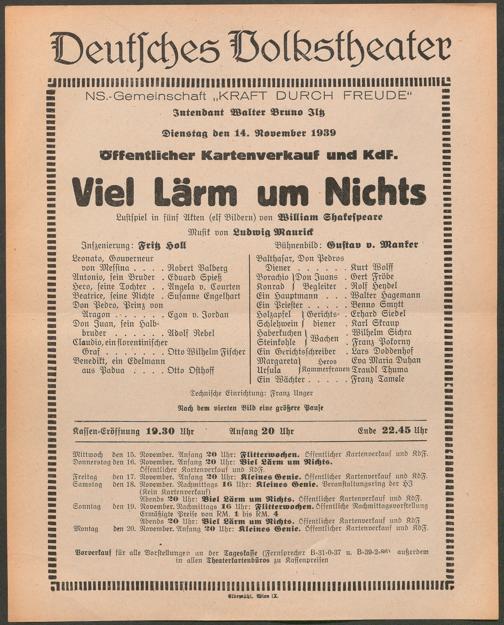 Deutsches Volkstheater
NS.-Gemeinschaft „KRAFT DURCH FREUDE“
Intendant Walter Bruno Iltz
Dienstag den 14. November 1939
Öffentlicher Kartenverkauf und KdF.
Viel Lärm um Nichts
Lustspiel in fünf Akten (elf Bildern) von William Shakespeare
Musik von Ludwig Maurick
Inszenierung: Fritz Holl Bühnenbild: Gustav v. Manker
Leonato, Gouverneur
von Messina . . . . Robert Valberg
Antonio, sein Bruder . Eduard Spieß
Hero, seine Tochter . . Angela v. Courten
Beatrice, seine Nichte . Susanne Engelhart
Don Pedro, Prinz von
Aragon . . . . . Egon v. Jordan
Don Juan, sein Halb-
bruder . . . . . Adolf Rebel
Claudio, ein florentinischer
Graf . . . . . . Otto Wilhelm Fischer
Benedikt, ein Edelmann
aus Padua . . . . Otto Osthoff
Balthasar, Don Pedros
Diener . . . . . . Kurt Wolff
Borachio Don Juans . Gert Fröbe
Konrad Begleiter . Rolf Heydel
Ein Hauptmann . . . Walter Hagemann
Ein Priester . . . . Benno Smytt
Holzapfel Gerichts- . Erhard Siedel
Schlehwein diener . Karl Skraup
Haberkuchen Wachen . Wilhelm Sichra
Steinkohle . Franz Pokorny
Ein Gerichtschreiber . Lars Doddenhof
Margareta Heros . Eva Maria Duhan
Ursula Kammerfrauen Traudl Thuma
Ein Wächter . . . . Franz Tamele
Technische Einrichtung: Franz Unger
Nach dem vierten Bild eine größere Pause
Kassen-Eröffnung 19.30 Uhr Anfang 20 Uhr Ende 22.45 Uhr
Mittwoch den 15. November. Anfang 20 Uhr: Flitterwochen. Öffentlicher Kartenverkauf und KdF.
Donnerstag den 16. November. Anfang 20 Uhr: Viel Lärm um Nichts.
Öffentlicher Kartenverkauf und KdF.
Freitag den 17. November. Anfang 20 Uhr: Kleines Genie. Öffentlicher Kartenverkauf und KdF.
Samstag den 18. November. Nachmittags 16 Uhr: Kleines Genie. Veranstaltungsring der HJ
(Kein Kartenverkauf)
Abends 20 Uhr: Viel Lärm um Nichts. Öffentlicher Kartenverkauf und KdF.
Sonntag den 19. November. Nachmittags 16 Uhr: Flitterwochen. Öffentliche Nachmittagsvorstellung
Ermäßigte Preise von RM. 1 bis RM. 4
Abends 20 Uhr: Viel Lärm um Nichts. Öffentlicher Kartenverkauf und KdF.
Montag den 20. November. Anfang 20 Uhr: Kleines Genie. Öffentlicher Kartenverkauf und KdF.
Vorverkauf für alle Vorstellungen an der Tageskasse (Fernsprecher B-31-0-37 u. außerdem
in allen Theaterkartenbüros zu Kassenpreisen
Wien IX.